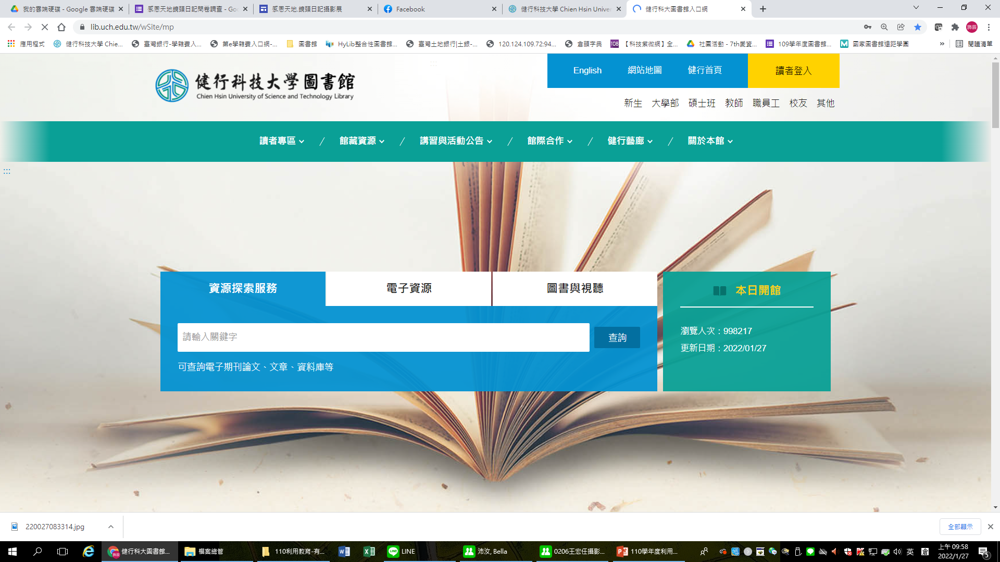 我的雲端硬碟 - Google 雲端硬碟
感恩天地鏡頭日記問卷調查 - Goo
感恩天地.鏡頭日記攝影展
Facebook
健行科技大學 Chien Hsin Univer
健行科大圖書館入口網
lib.uch.edu.tw/wSite/mp
飾辰
應用程式
健行科技大學 Chie...
臺灣銀行-學雜費入...
第e學雜費入口網-...
圖書館
HyLib整合性圖書館...
臺灣土地銀行|土銀-...
120.124.109.72:94...
倉頡字典
108
【科技紫微網】全...
社團活動 - 7th愛資...
109學年度圖書館...
國家圖書館遠距學園
»
閱讀清單
健行科技大學圖書館
Chien Hsin University of Science and Technology Library
:::
English
網站地圖
健行首頁
讀者登入
新生 大學部 碩士班 教師 職員工 校友 其他
讀者專區 / 館藏資源 / 講習與活動公告 / 館際合作 / 健行藝廊 / 關於本館
:::
資源探索服務
電子資源
圖書與視聽
請輸入關鍵字
查詢
可查詢電子期刊論文、文章、資料庫等
本日開館
瀏覽人次：998217
更新日期：2022/01/27
220027083314.jpg
全部顯示
健行科大圖書館...
檔案總管
110利用教育-有...
LINE
沛汝, Bella
0206王宏任攝影...
110學年度利用...
英
倉
上午 09:58
2022/1/27
5